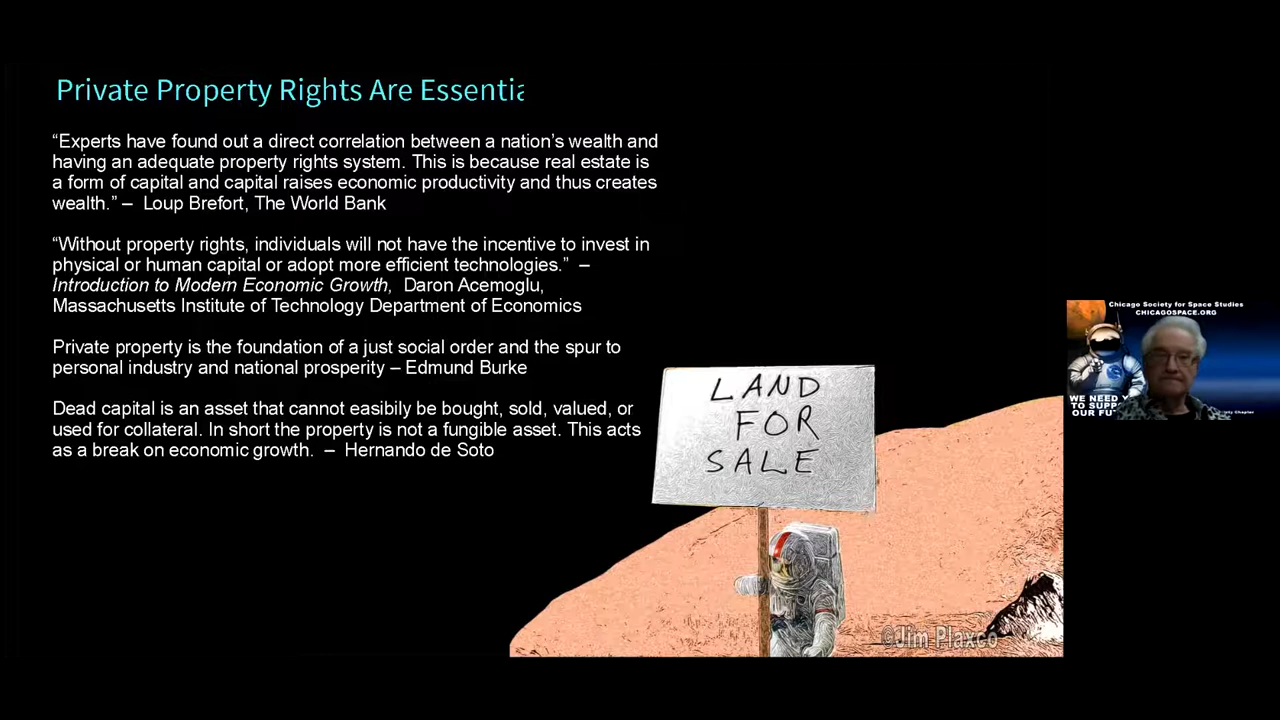 Private Property Rights Are Essentia
“Experts have found out a direct correlation between a nation’s wealth and
having an adequate property rights system. This is because real estate is
a form of capital and capital raises economic productivity and thus creates
wealth.” – Loup Brefort, The World Bank
“Without property rights, individuals will not have the incentive to invest in
physical or human capital or adopt more efficient technologies.” –
Introduction to Modern Economic Growth, Daron Acemoglu,
Massachusetts Institute of Technology Department of Economics
Private property is the foundation of a just social order and the spur to
personal industry and national prosperity – Edmund Burke
Dead capital is an asset that cannot easibily be bought, sold, valued, or
used for collateral. In short the property is not a fungible asset. This acts
as a break on economic growth. – Hernando de Soto
LAND
FOR
SALE
©Jim Plaxco
Chicago Society for Space Studies
CHICAGOSPACE.ORG
WE NEED
TO SUPP
OUR FU
Chapter